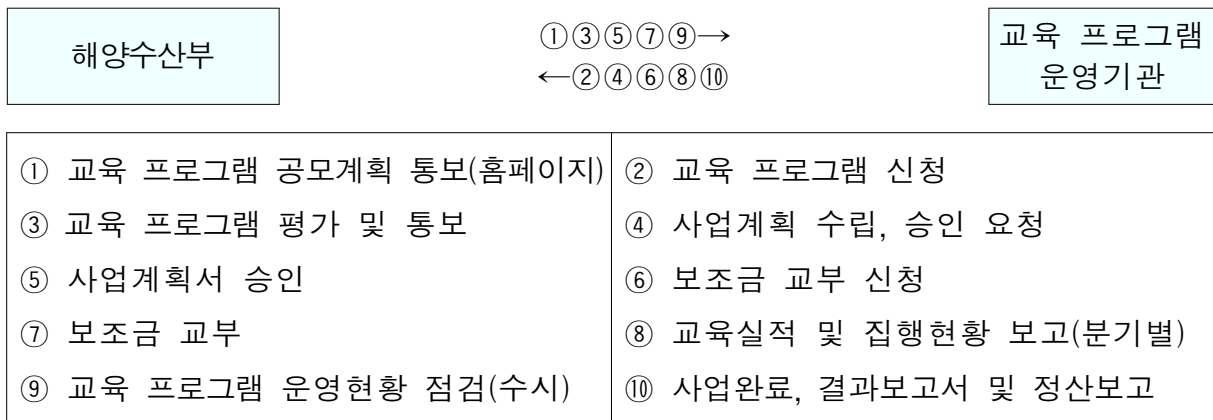 해양수산부
①③⑤⑦⑨→
←②④⑥⑧⑩
교육 프로그램
운영기관
① 교육 프로그램 공모계획 통보(홈페이지)
② 교육 프로그램 신청
③ 교육 프로그램 평가 및 통보
④ 사업계획 수립, 승인 요청
⑤ 사업계획서 승인
⑥ 보조금 교부 신청
⑦ 보조금 교부
⑧ 교육실적 및 집행현황 보고(분기별)
⑨ 교육 프로그램 운영현황 점검(수시)
⑩ 사업완료, 결과보고서 및 정산보고